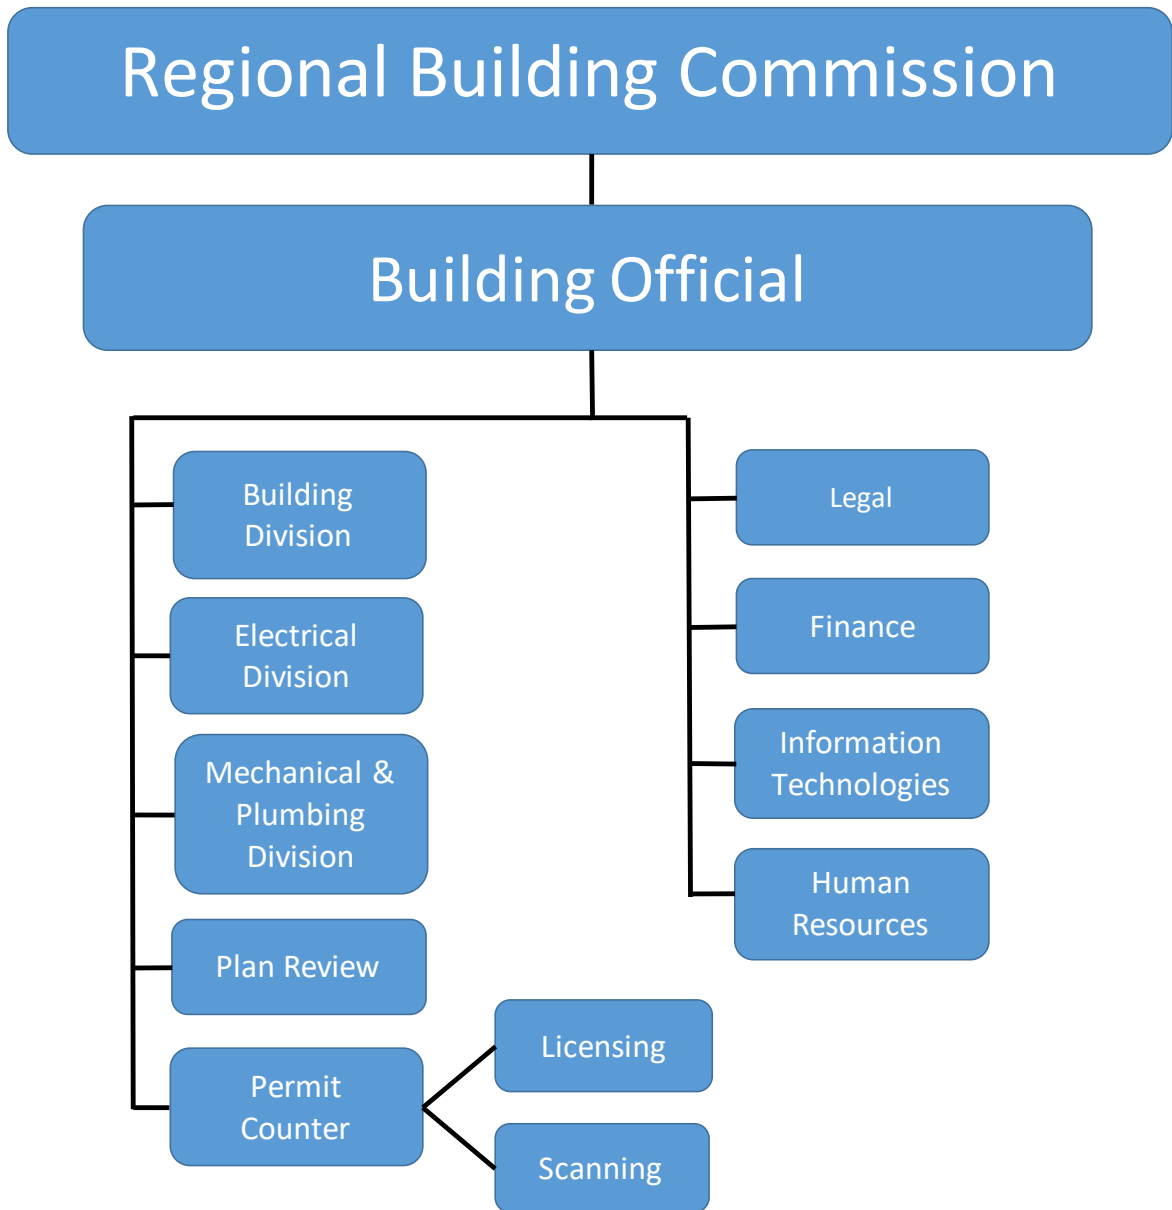 Regional Building Commission
Building Official
Building
Division
Electrical
Division
Mechanical &
Plumbing
Division
Plan Review
Permit
Counter
Licensing
Scanning
Legal
Finance
Information
Technologies
Human
Resources